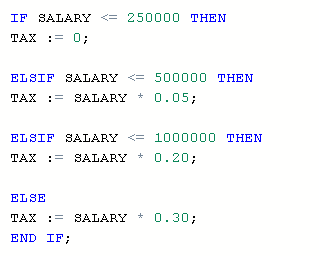 IF SALARY <= 250000 THEN
TAX := 0;
ELSIF SALARY <= 500000 THEN
TAX := SALARY * 0.05;
ELSIF SALARY <= 1000000 THEN
TAX := SALARY * 0.20;
ELSE
TAX := SALARY * 0.30;
END IF;